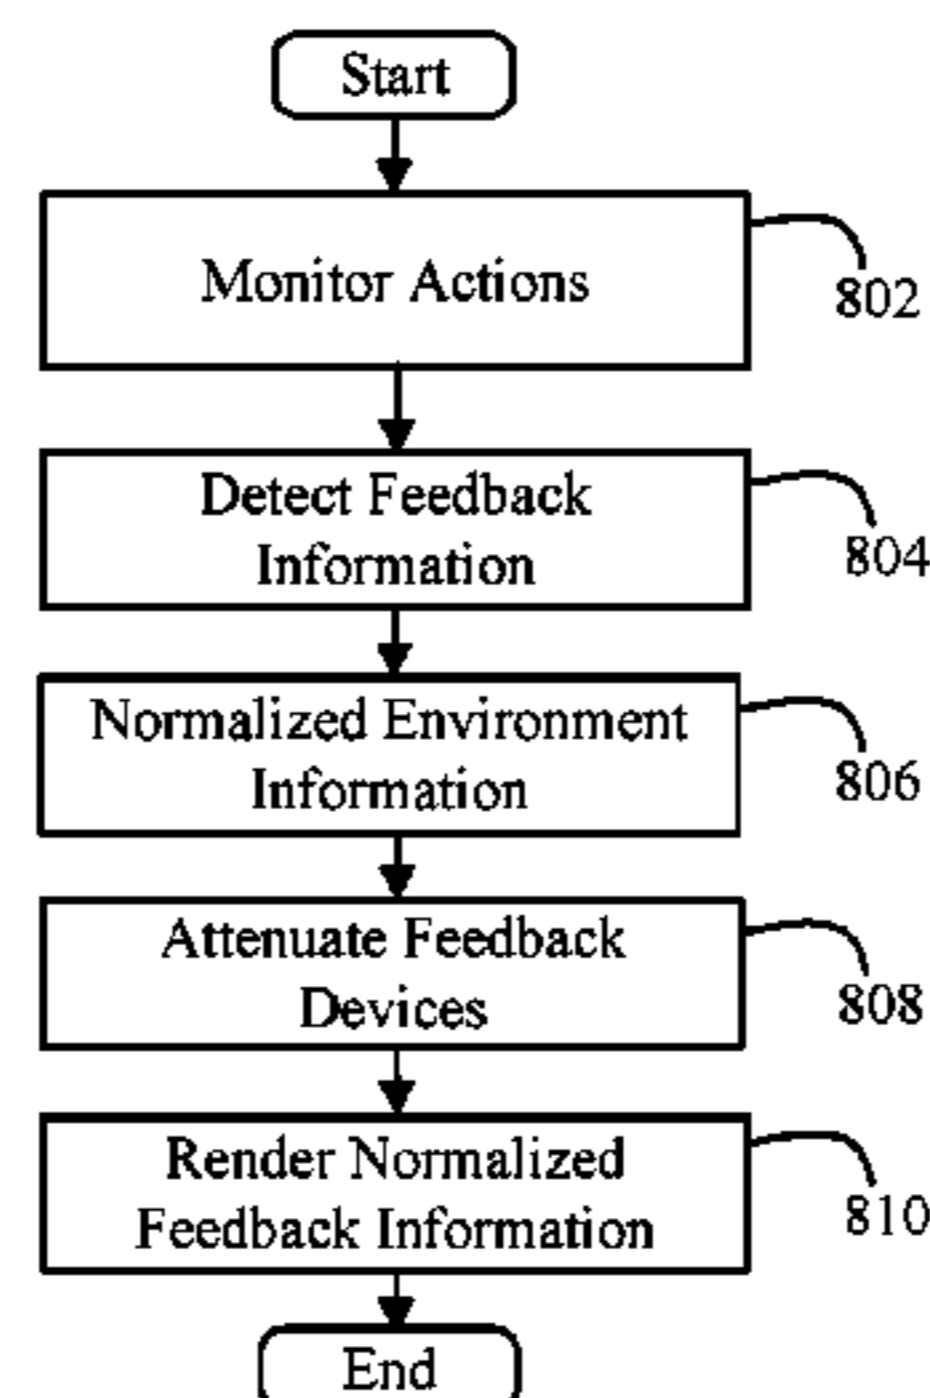 Start
Monitor Actions
802
Detect Feedback
Information
804
Normalized Environment
Information
806
Attenuate Feedback
Devices
808
Render Normalized
Feedback Information
810
End